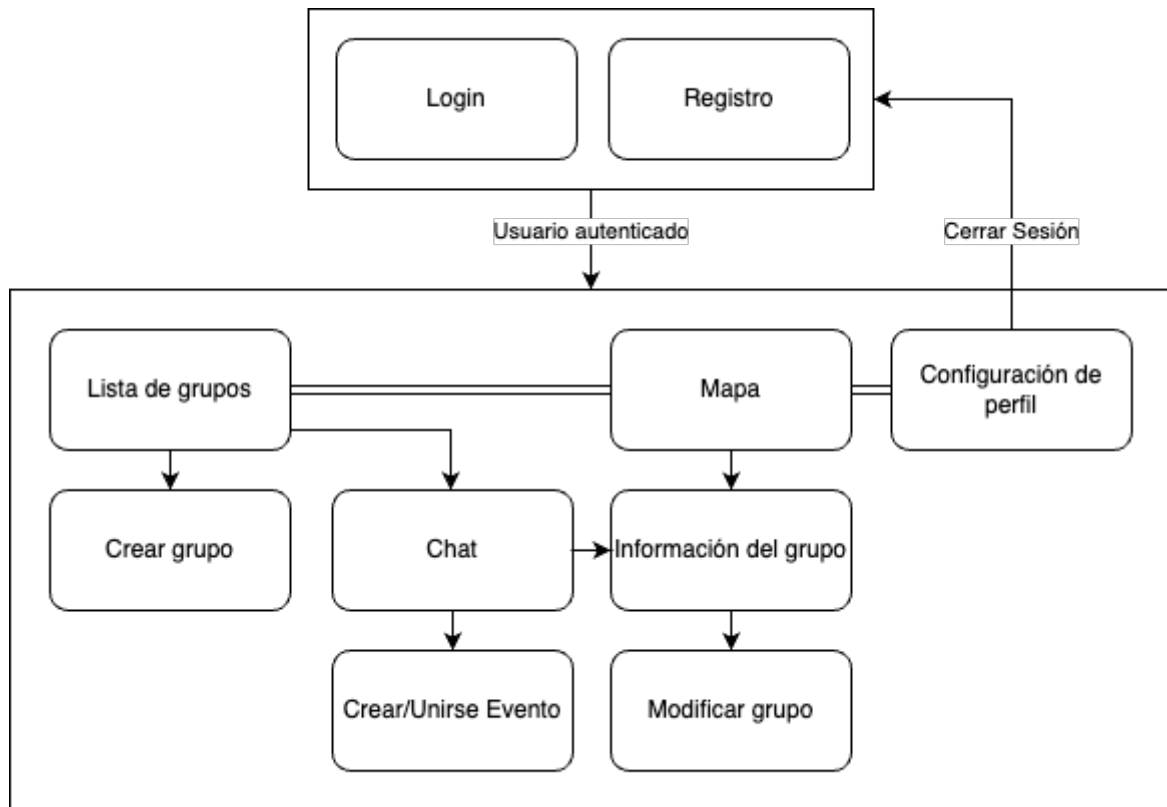 Login
Registro
Usuario autenticado
Cerrar Sesión
Lista de grupos
Mapa
Configuración de
perfil
Crear grupo
Chat
Información del grupo
Crear/Unirse Evento
Modificar grupo